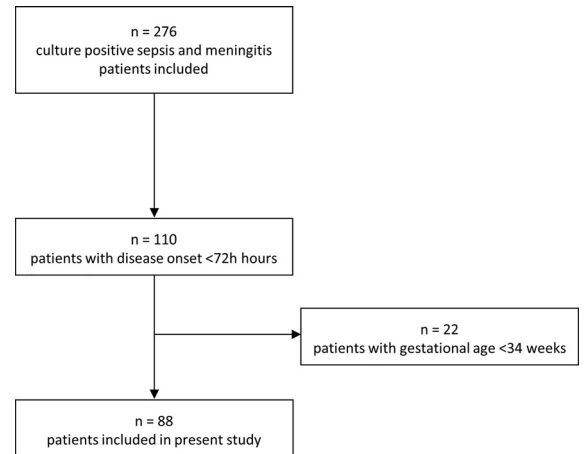 n = 276
culture positive sepsis and meningitis
patients included
n = 110
patients with disease onset <72h hours
n = 22
patients with gestational age <34 weeks
n = 88
patients included in present study